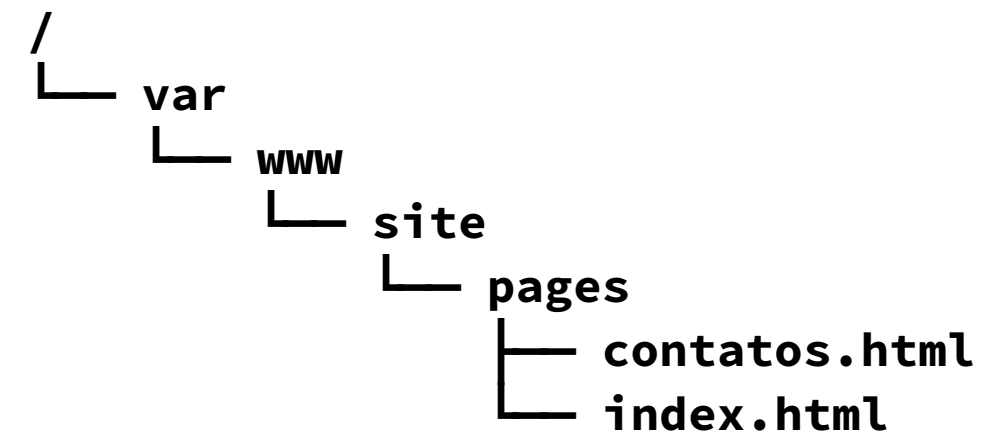 /
└── var
└── www
└── site
└── pages
├── contatos.html
└── index.html